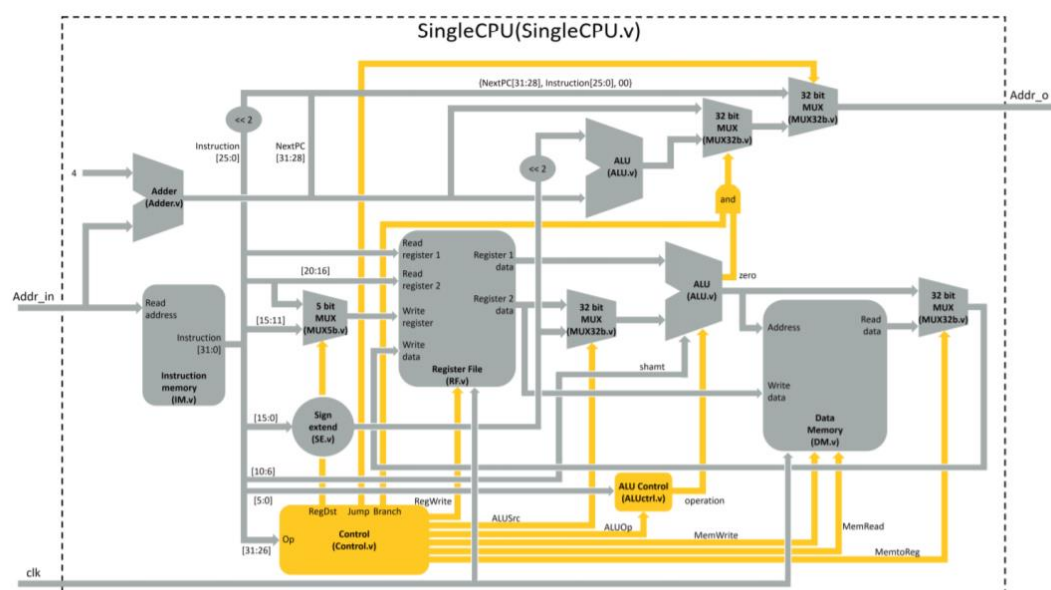 SingleCPU(SingleCPU.v)
{NextPC[31:28], Instruction[25:0], 00}
Addr_o
32 bit
MUX
(MUX32b.v)
32 bit
MUX
(MUX32b.v)
<< 2
Instruction
[25:0]
NextPC
[31:28]
ALU
(ALU.v)
<< 2
4
Adder
(Adder.v)
and
Read
register 1
Register 1
data
[20:16]
Read
register 2
ALU
(ALU.v)
zero
Addr_in
Read
address
Instruction
[31:0]
Instruction
memory
(IM.v)
[15:11]
5 bit
MUX
(MUX5b.v)
Write
register
Write
data
Register 2
data
Register File
(RF.v)
32 bit
MUX
(MUX32b.v)
shamt
Address
Read
data
Write
data
Data
Memory
(DM.v)
32 bit
MUX
(MUX32b.v)
[15:0]
Sign
extend
(SE.v)
[10:6]
[5:0]
ALU Control
(ALUctrl.v)
operation
RegDst
Jump
Branch
RegWrite
ALUSrc
ALUOp
MemWrite
MemRead
MemtoReg
[31:26]
Op
Control
(Control.v)
clk